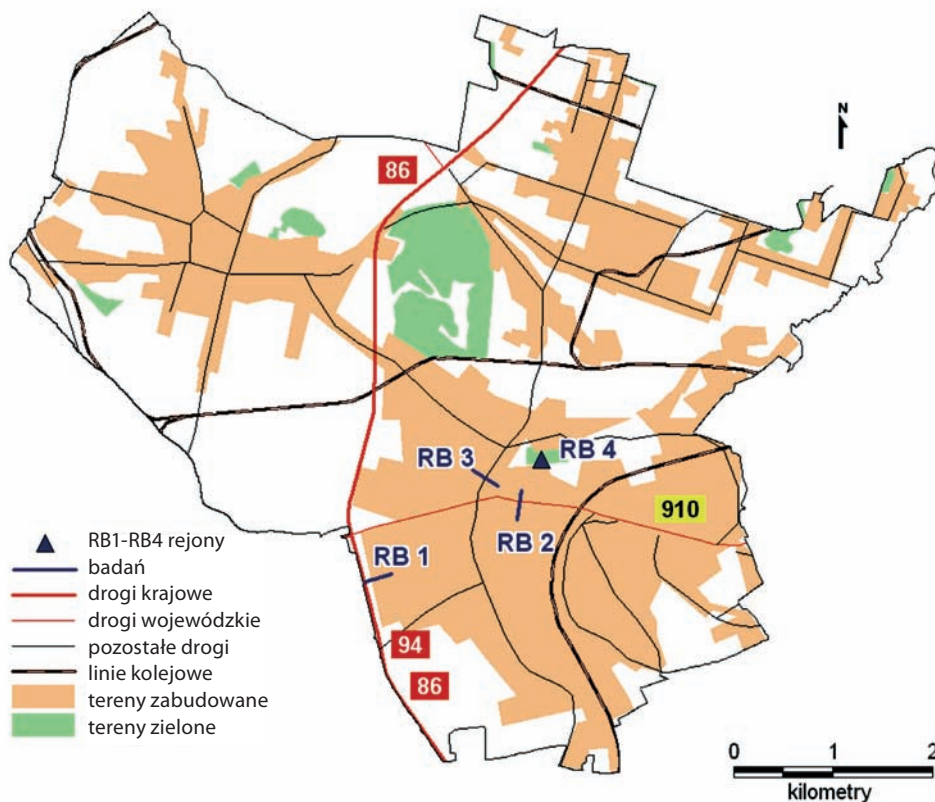 N
86
RB 3
RB 4
910
RB 2
RB 1
94
86
RB1-RB4 rejony
badań
drogi krajowe
drogi wojewódzkie
pozostałe drogi
linie kolejowe
tereny zabudowane
tereny zielone
0 1 2
kilometry